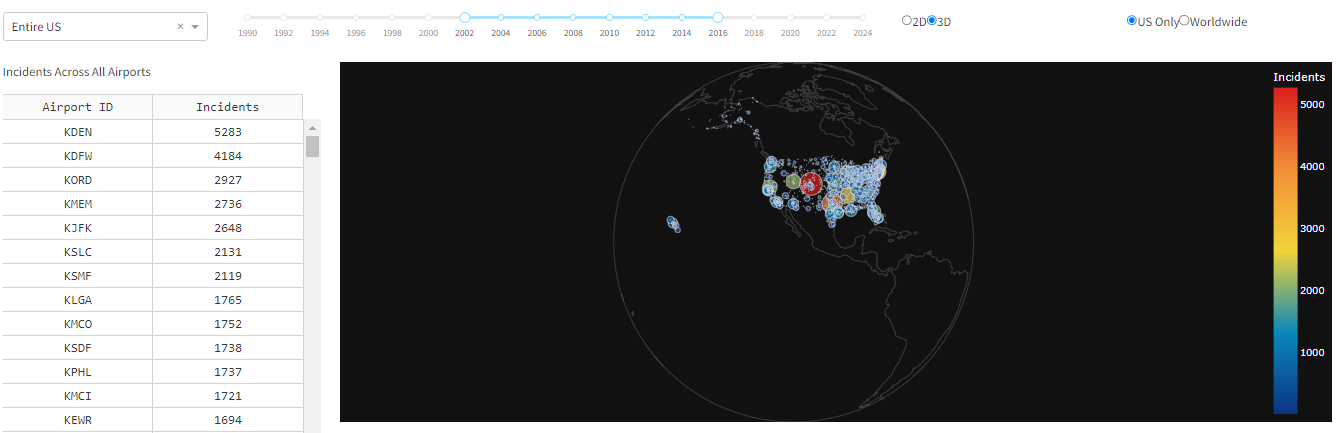 Entire US × 
1990 1992 1994 1996 1998 2000 2002 2004 2006 2008 2010 2012 2014 2016 2018 2020 2022 2024
2D 3D
US Only Worldwide
Incidents Across All Airports
Airport ID Incidents
KDEN 5283
KDFW 4184
KORD 2927
KMEM 2736
KJFK 2648
KSLC 2131
KSMF 2119
KLGA 1765
KMCO 1752
KSDF 1738
KPHL 1737
KMCI 1721
KEWR 1694
Incidents
5000
4000
3000
2000
1000